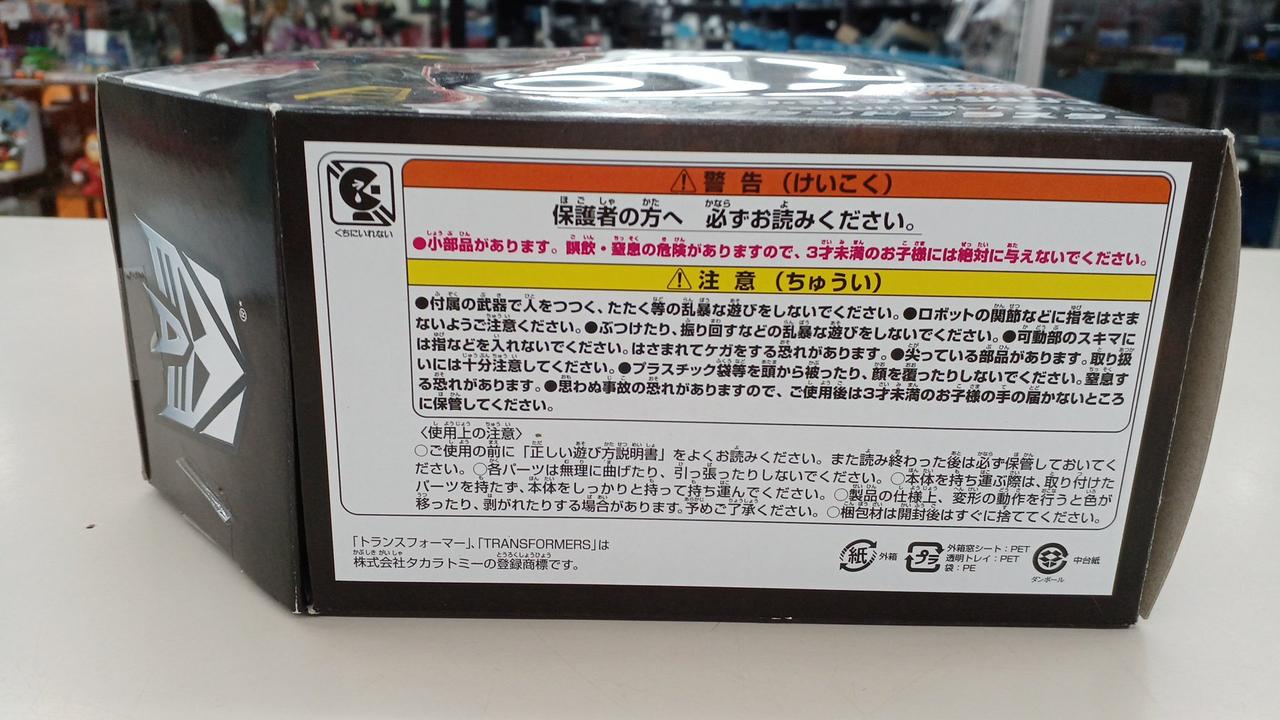 くちにいれない
警告（けいこく）
保護者の方へ 必ずお読みください。
●小部品があります。誤飲・窒息の危険がありますので、3才未満のお子様には絶対に与えないでください。
注意（ちゅうい）
●付属の武器で人をつつく、たたく等の乱暴な遊びをしないでください。●ロボットの関節などに指をはさま
ないようご注意ください。●ぶつけたり、振り回すなどの乱暴な遊びをしないでください。●可動部のスキマに
は指などを入れないでください。はさまれてケガをする恐れがあります。●尖っている部品があります。取り扱
いには十分注意してください。●プラスチック袋等を頭から被ったり、顔を覆ったりしないでください。窒息す
る恐れがあります。●思わぬ事故の恐れがありますので、ご使用後は3才未満のお子様の手の届かないところ
に保管してください。
〈使用上の注意〉
○ご使用の前に「正しい遊び方説明書」をよくお読みください。また読み終わった後は必ず保管しておいてく
ださい。○各パーツは無理に曲げたり、引っ張ったりしないでください。○本体を持ち運ぶ際は、取り付けた
パーツを持たず、本体をしっかりと持って持ち運んでください。○製品の仕様上、変形の動作を行うと色が
移ったり、剥がれたりする場合があります。予めご了承ください。○梱包材は開封後はすぐに捨ててください。
「トランスフォーマー」、「TRANSFORMERS」は
株式会社タカラトミーの登録商標です。
紙 外箱
プラ 外箱窓シート：PET
透明トレイ：PET
袋：PE
中台紙
ダンボール